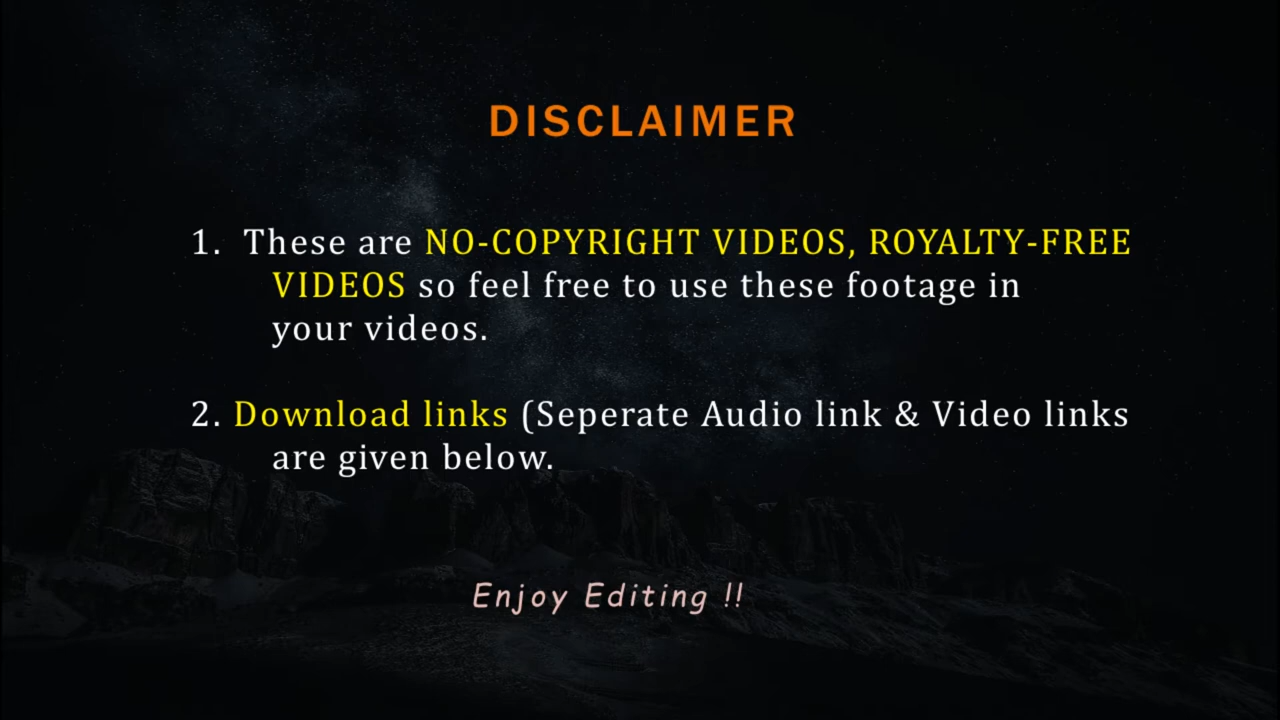 DISCLAIMER
1. These are NO-COPYRIGHT VIDEOS, ROYALTY-FREE
VIDEOS so feel free to use these footage in
your videos.
2. Download links (Seperate Audio link & Video links
are given below.
Enjoy Editing !!